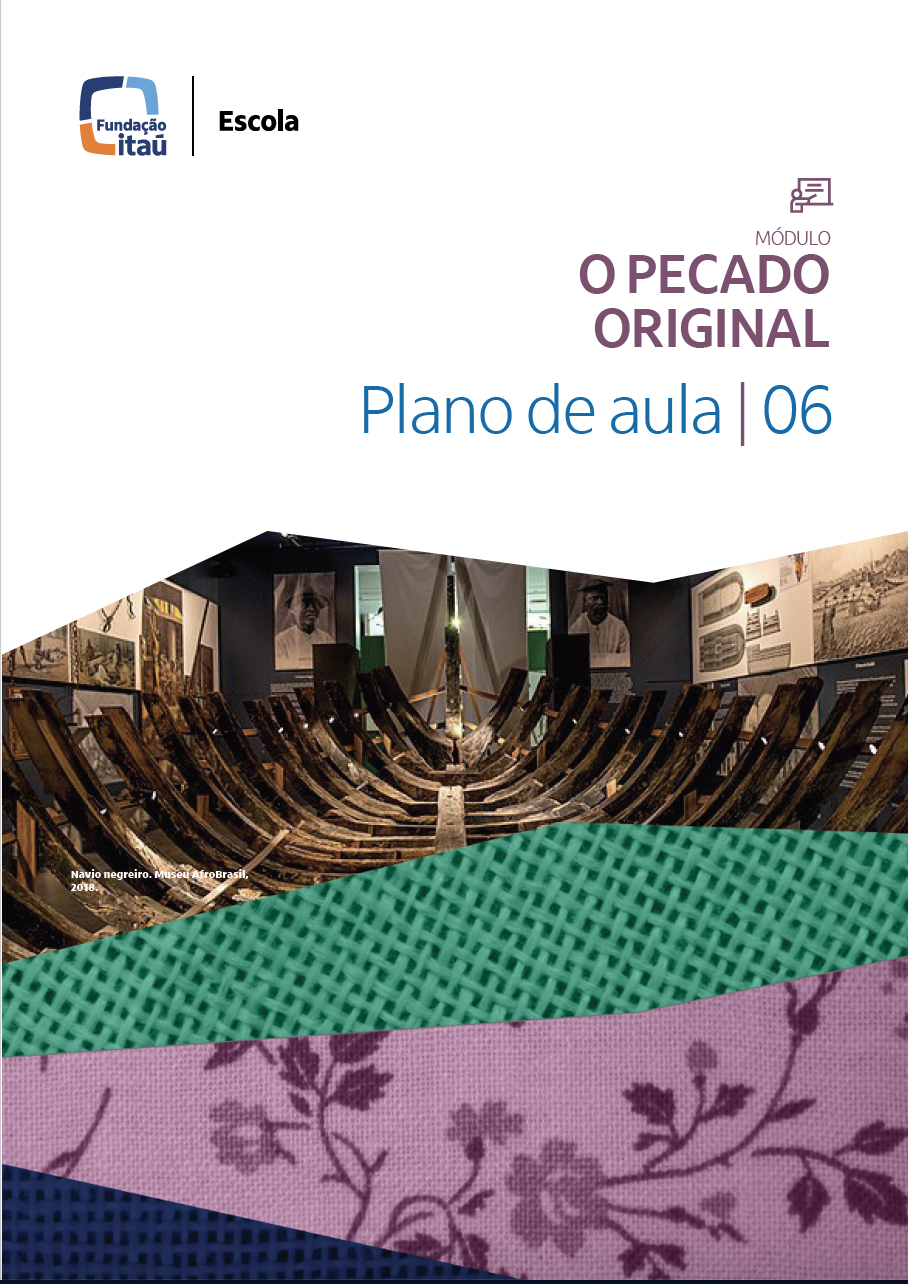 Fundação
itaú
Escola
MÓDULO
O PECADO
ORIGINAL
Plano de aula | 06
Navio negreiro. Museu AfroBrasil,
2018.